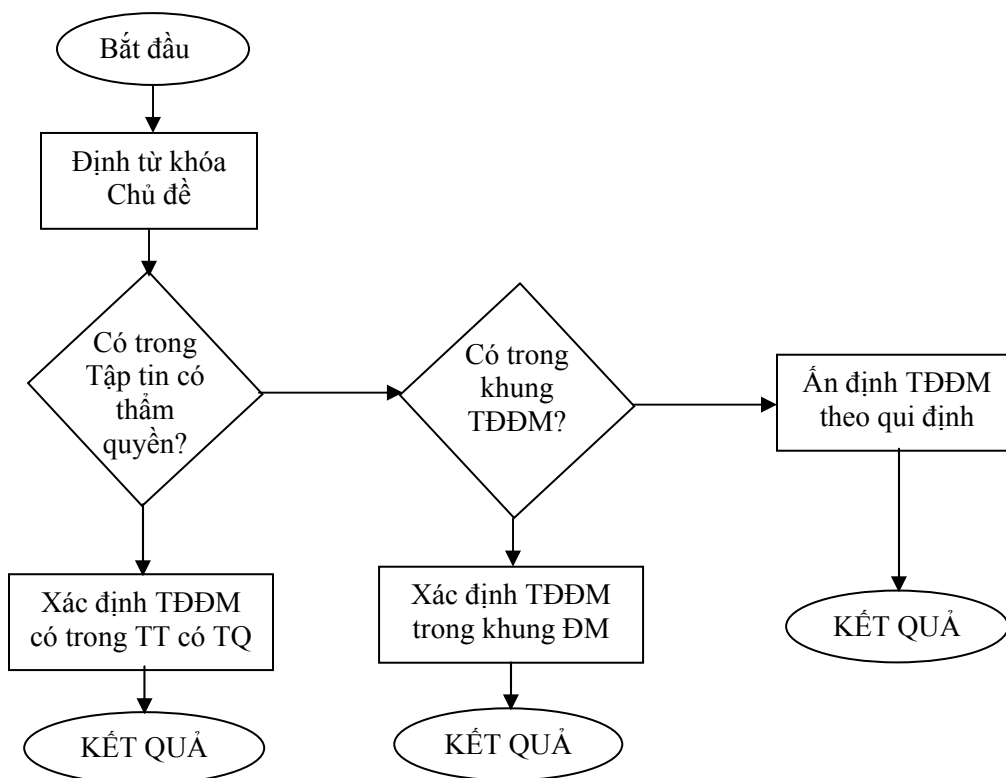 Bắt đầu
Định từ khóa
Chủ đề
Có trong
Tập tin có
thẩm
quyền?
Có trong
khung
TĐĐM?
Ấn định TĐĐM
theo qui định
Xác định TĐĐM
có trong TT có TQ
Xác định TĐĐM
trong khung ĐM
KẾT QUẢ
KẾT QUẢ
KẾT QUẢ